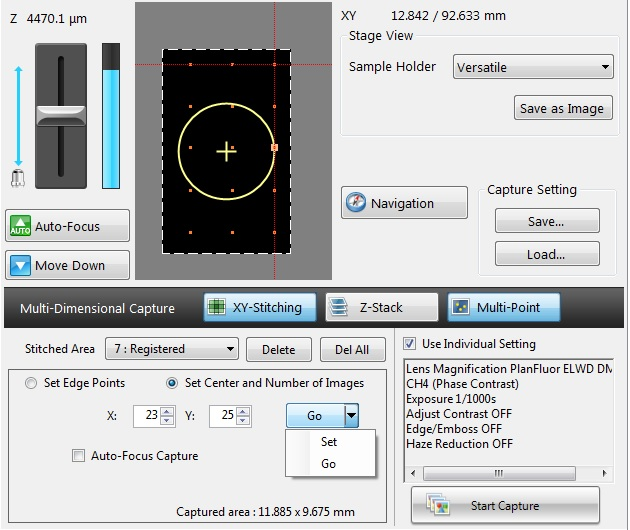 Z 4470.1 µm
XY 12.842 / 92.633 mm
Stage View
Sample Holder Versatile
Save as Image
AUTO Auto-Focus
Move Down
Navigation
Capture Setting
Save...
Load...
Multi-Dimensional Capture XY-Stitching Z-Stack Multi-Point
Stitched Area 7 : Registered Delete Del All
Set Edge Points Set Center and Number of Images
X: 23 Y: 25 Go
Set
Go
Auto-Focus Capture
Captured area : 11.885 x 9.675 mm
Use Individual Setting
Lens Magnification PlanFluor ELWD DM
CH4 (Phase Contrast)
Exposure 1/1000s
Adjust Contrast OFF
Edge/Emboss OFF
Haze Reduction OFF
Start Capture